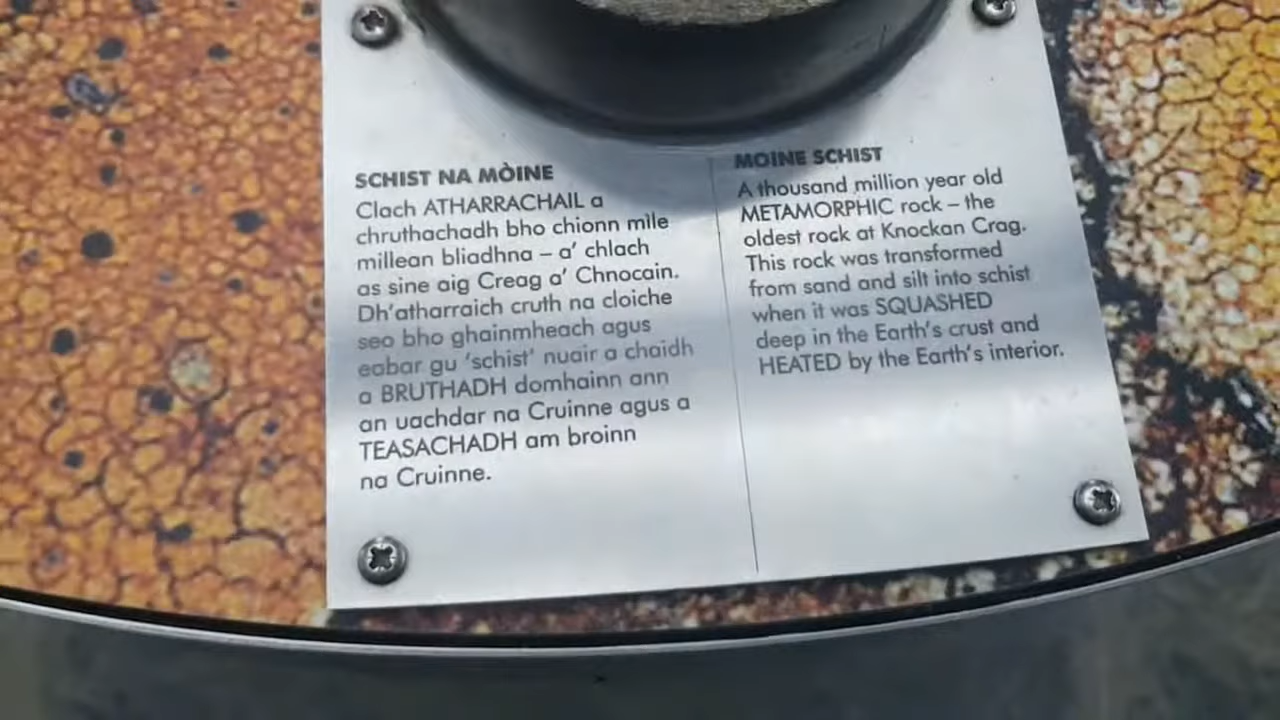 SCHIST NA MÒINE
Clach ATHARRACHAIL a
chruthachadh bho chionn mìle
millean bliadhna – a' chlach
as sine aig Creag a' Chnocain.
Dh'atharraich cruth na cloiche
seo bho ghainmheach agus
eabar gu 'schist' nuair a chaidh
a BRUTHADH domhainn ann
an uachdar na Cruinne agus a
TEASACHADH am broinn
na Cruinne.
MOINE SCHIST
A thousand million year old
METAMORPHIC rock – the
oldest rock at Knockan Crag.
This rock was transformed
from sand and silt into schist
when it was SQUASHED
deep in the Earth's crust and
HEATED by the Earth's interior.